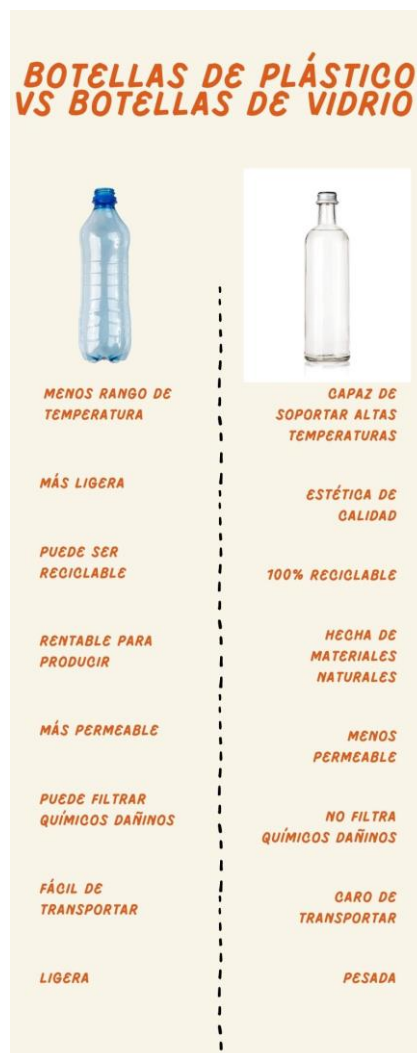 BOTELLAS DE PLÁSTICO
VS BOTELLAS DE VIDRIO
MENOS RANGO DE
TEMPERATURA
MÁS LIGERA
PUEDE SER
RECICLABLE
RENTABLE PARA
PRODUCIR
MÁS PERMEABLE
PUEDE FILTRAR
QUÍMICOS DAÑINOS
FÁCIL DE
TRANSPORTAR
LIGERA
CAPAZ DE
SOPORTAR ALTAS
TEMPERATURAS
ESTÉTICA DE
CALIDAD
100% RECICLABLE
HECHA DE
MATERIALES
NATURALES
MENOS
PERMEABLE
NO FILTRA
QUÍMICOS DAÑINOS
CARO DE
TRANSPORTAR
PESADA